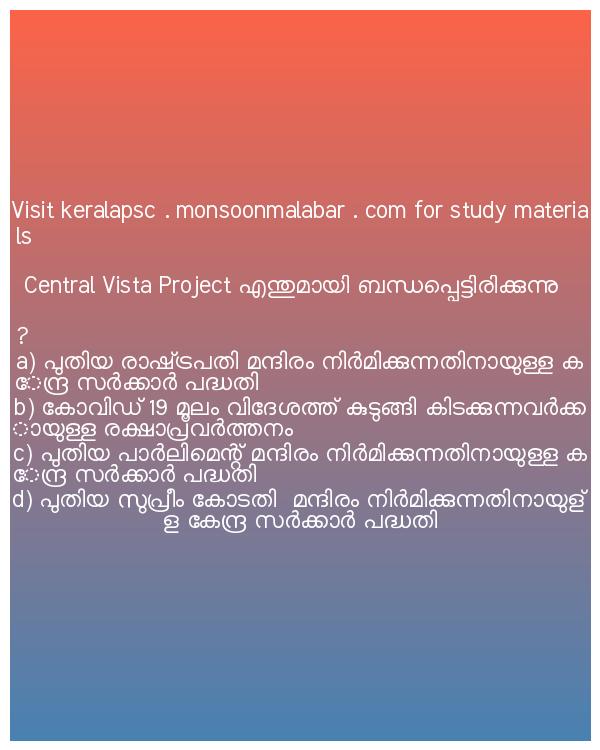 Visit keralapsc . monsoonmalabar . com for study materia
ls
Central Vista Project എന്തുമായി ബന്ധപ്പെട്ടിരിക്കുന്നു
?
a) പുതിയ രാഷ്ട്രപതി മന്ദിരം നിർമിക്കുന്നതിനായുള്ള ക
േന്ദ്ര സർക്കാർ പദ്ധതി
b) കോവിഡ് 19 മൂലം വിദേശത്ത് കുടുങ്ങി കിടക്കുന്നവർക്ക
ായുള്ള രക്ഷാപ്രവർത്തനം
c) പുതിയ പാർലിമെന്റ് മന്ദിരം നിർമിക്കുന്നതിനായുള്ള ക
േന്ദ്ര സർക്കാർ പദ്ധതി
d) പുതിയ സുപ്രീം കോടതി  മന്ദിരം നിർമിക്കുന്നതിനായുള്
ള കേന്ദ്ര സർക്കാർ പദ്ധതി